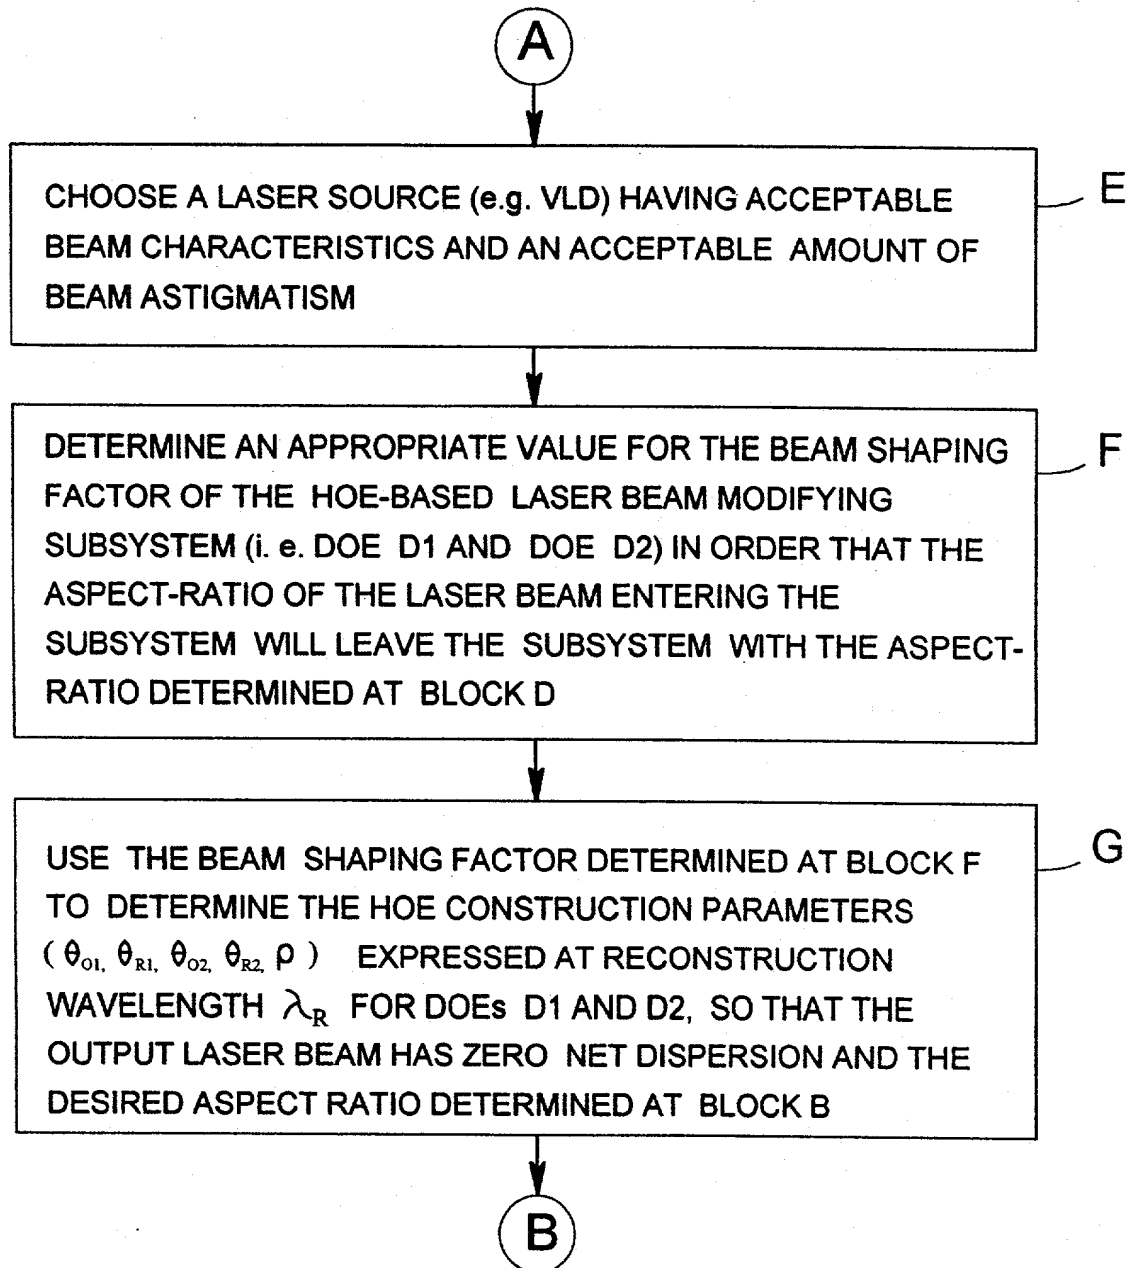 A
CHOOSE A LASER SOURCE (e.g. VLD) HAVING ACCEPTABLE
BEAM CHARACTERISTICS AND AN ACCEPTABLE AMOUNT OF
BEAM ASTIGMATISM
E
DETERMINE AN APPROPRIATE VALUE FOR THE BEAM SHAPING
FACTOR OF THE HOE-BASED LASER BEAM MODIFYING
SUBSYSTEM (i. e. DOE D1 AND DOE D2) IN ORDER THAT THE
ASPECT-RATIO OF THE LASER BEAM ENTERING THE
SUBSYSTEM WILL LEAVE THE SUBSYSTEM WITH THE ASPECT-
RATIO DETERMINED AT BLOCK D
F
USE THE BEAM SHAPING FACTOR DETERMINED AT BLOCK F
TO DETERMINE THE HOE CONSTRUCTION PARAMETERS
( θO1, θR1, θO2, θR2, ρ ) EXPRESSED AT RECONSTRUCTION
WAVELENGTH λR FOR DOEs D1 AND D2, SO THAT THE
OUTPUT LASER BEAM HAS ZERO NET DISPERSION AND THE
DESIRED ASPECT RATIO DETERMINED AT BLOCK B
G
B